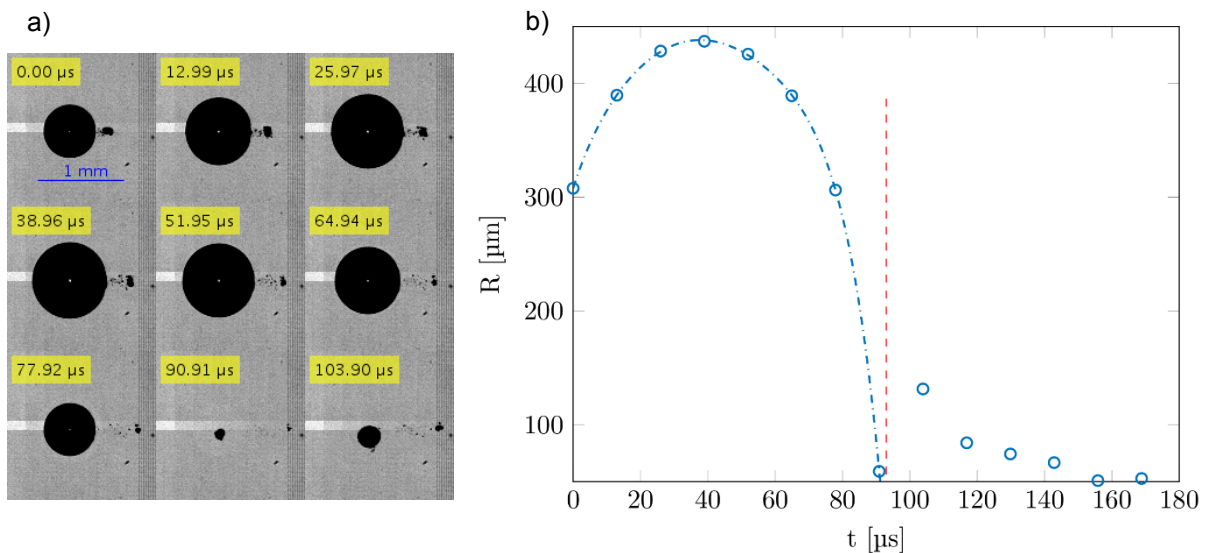 a)
0.00 µs
12.99 µs
25.97 µs
1 mm
38.96 µs
51.95 µs
64.94 µs
77.92 µs
90.91 µs
103.90 µs
b)
400
300
200
100
R [µm]
0 20 40 60 80 100 120 140 160 180
t [µs]